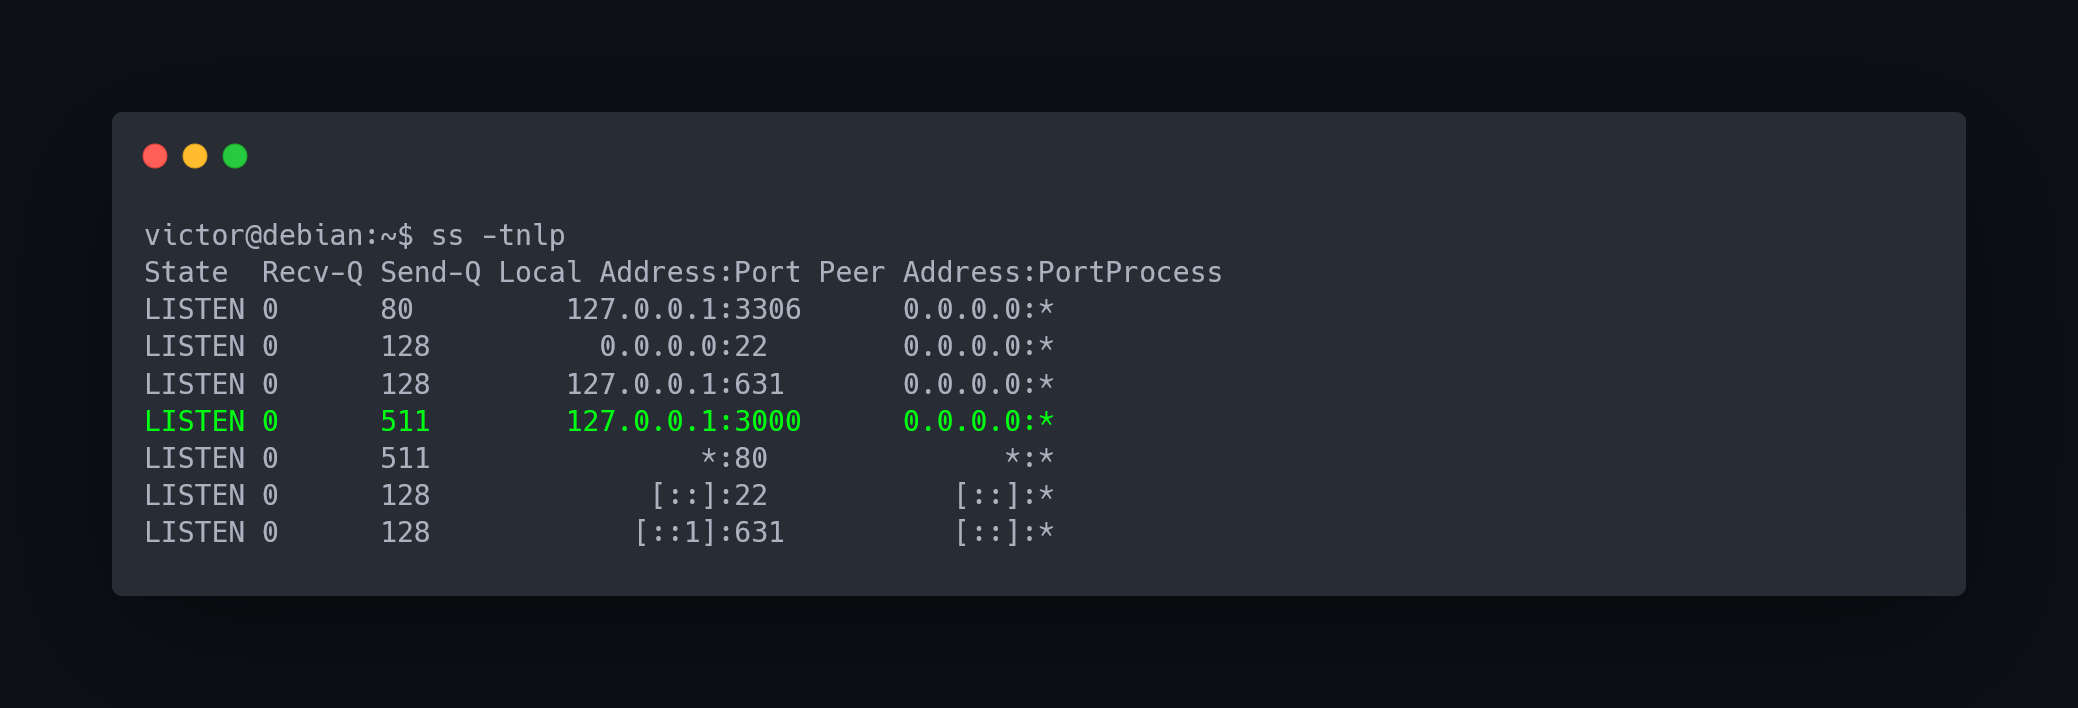 victor@debian:~$ ss -tnlp
State  Recv-Q Send-Q Local Address:Port Peer Address:PortProcess
LISTEN 0      80         127.0.0.1:3306      0.0.0.0:*
LISTEN 0      128          0.0.0.0:22        0.0.0.0:*
LISTEN 0      128        127.0.0.1:631       0.0.0.0:*
LISTEN 0      511        127.0.0.1:3000      0.0.0.0:*
LISTEN 0      511                *:80              *:*
LISTEN 0      128             [::]:22           [::]:*
LISTEN 0      128            [::1]:631          [::]:*